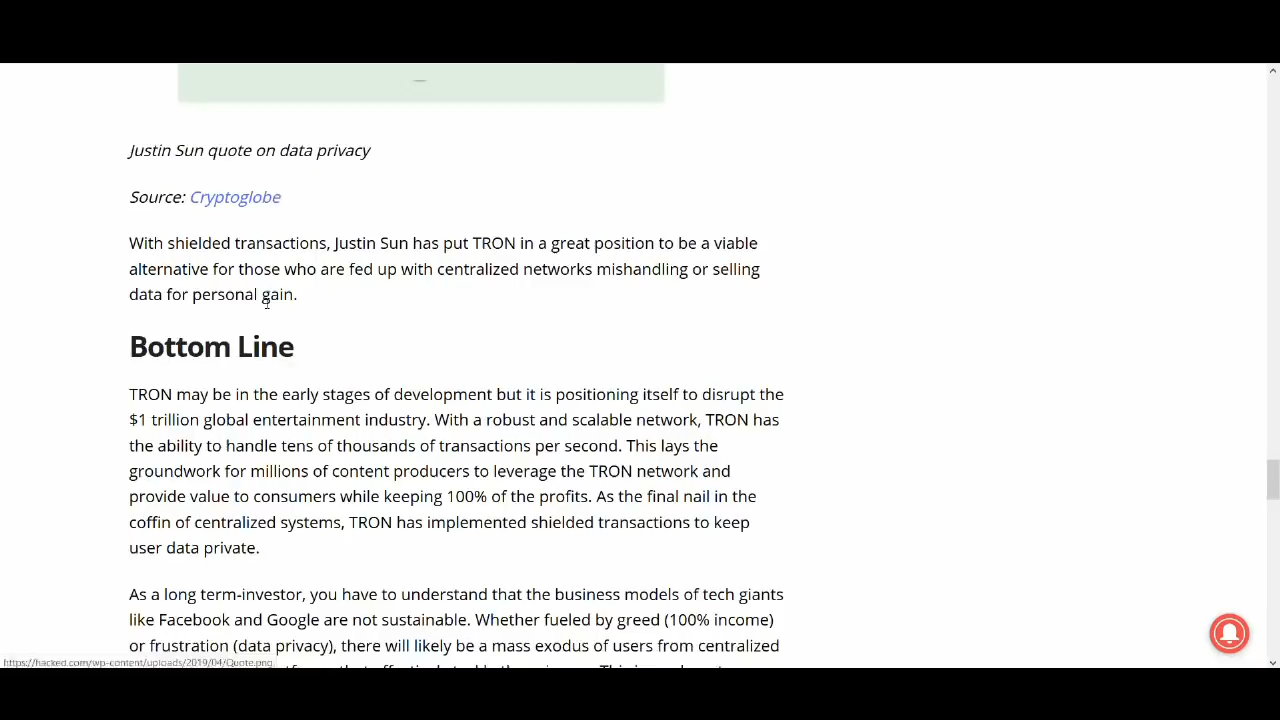 Justin Sun quote on data privacy
Source: Cryptoglobe
With shielded transactions, Justin Sun has put TRON in a great position to be a viable
alternative for those who are fed up with centralized networks mishandling or selling
data for personal gain.
Bottom Line
TRON may be in the early stages of development but it is positioning itself to disrupt the
$1 trillion global entertainment industry. With a robust and scalable network, TRON has
the ability to handle tens of thousands of transactions per second. This lays the
groundwork for millions of content producers to leverage the TRON network and
provide value to consumers while keeping 100% of the profits. As the final nail in the
coffin of centralized systems, TRON has implemented shielded transactions to keep
user data private.
As a long term-investor, you have to understand that the business models of tech giants
like Facebook and Google are not sustainable. Whether fueled by greed (100% income)
or frustration (data privacy), there will likely be a mass exodus of users from centralized
https://hacked.com/wp-content/uploads/2019/04/Quote.png